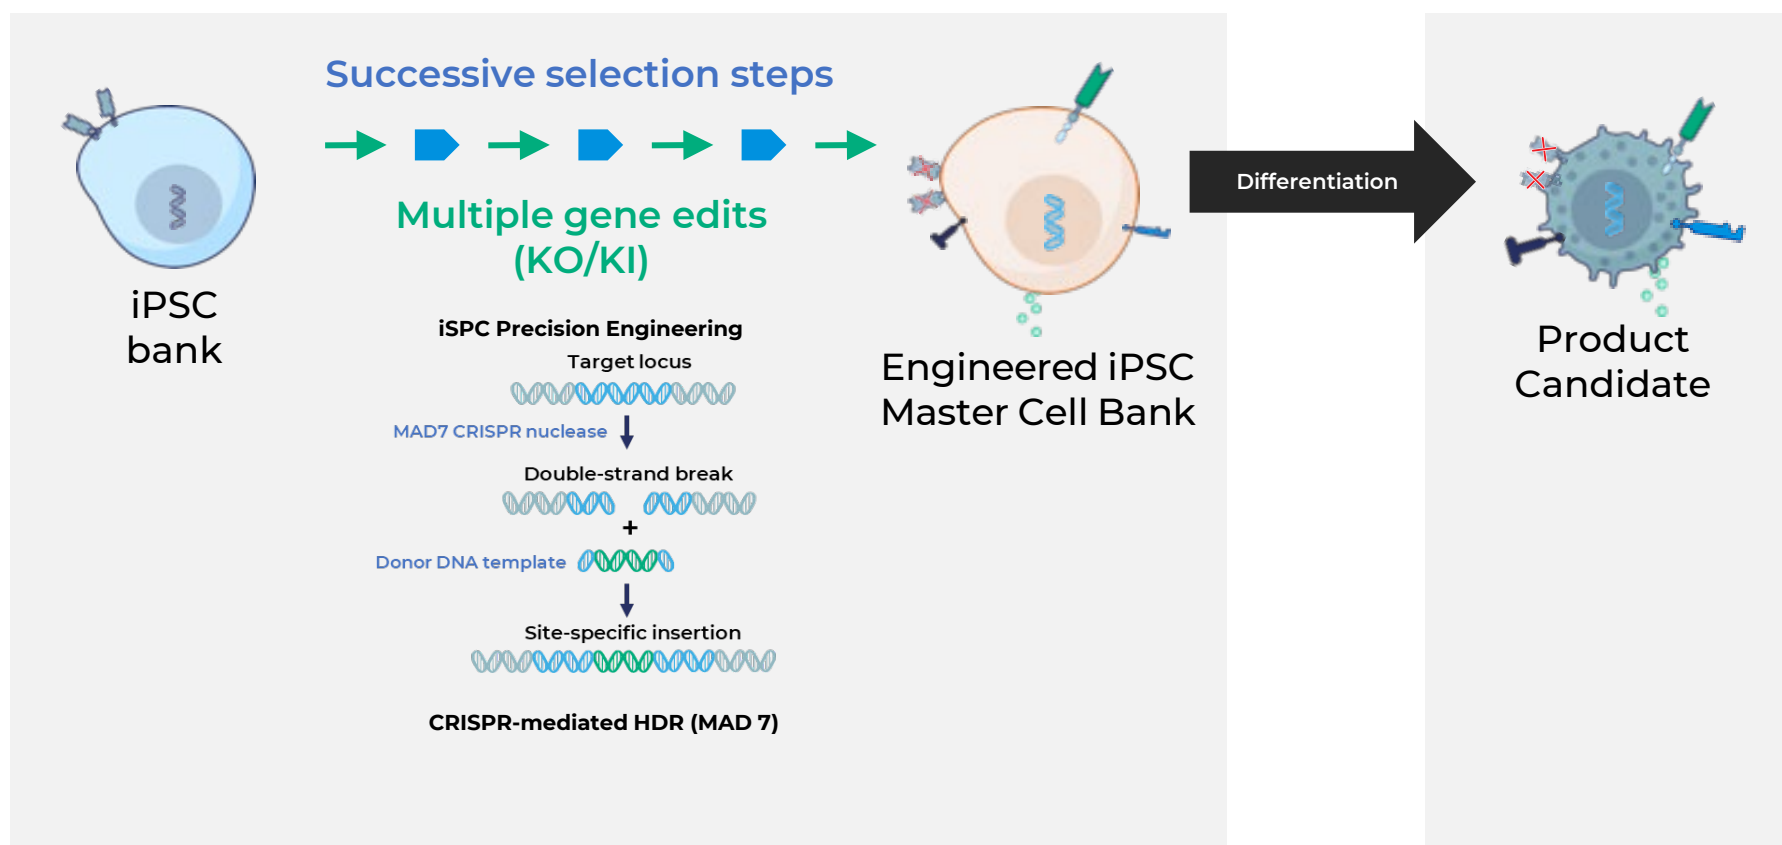 Successive selection steps
Multiple gene edits
(KO/KI)
iPSC
bank
iSPC Precision Engineering
Target locus
MAD7 CRISPR nuclease
Double-strand break
+
Donor DNA template
Site-specific insertion
CRISPR-mediated HDR (MAD 7)
Engineered iPSC
Master Cell Bank
Differentiation
Product
Candidate